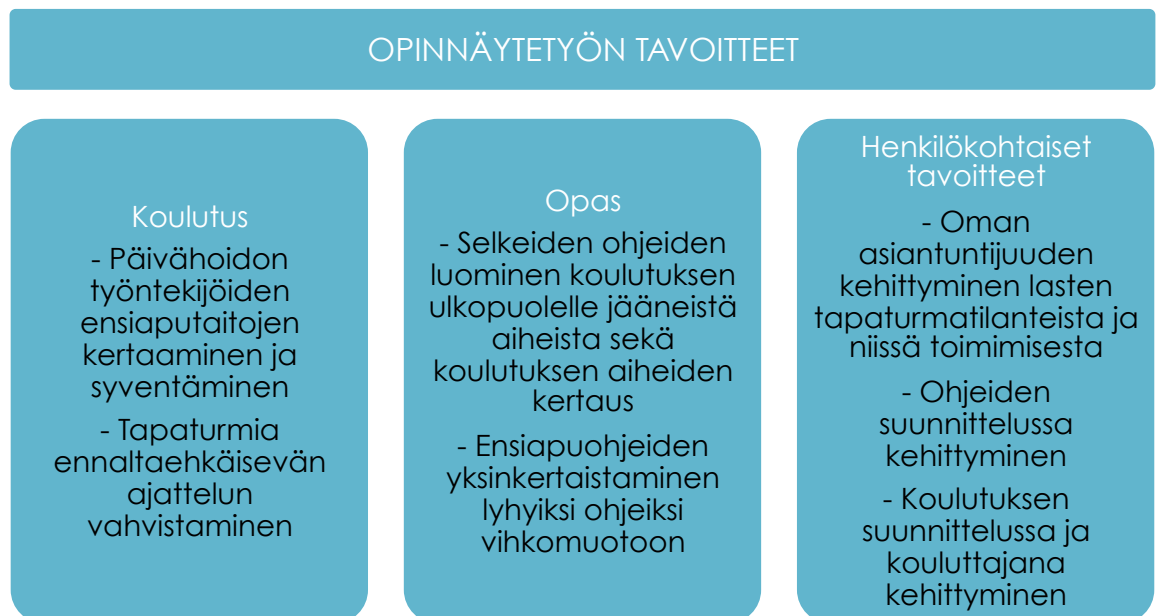 OPINNÄYTETYÖN TAVOITTEET
Koulutus
- Päivähoidon
työntekijöiden
ensiaputaitojen
kertaaminen ja
syventäminen
- Tapaturmia
ennaltaehkäisevän
ajattelun
vahvistaminen
Opas
- Selkeiden ohjeiden
luominen koulutuksen
ulkopuolelle jääneistä
aiheista sekä
koulutuksen aiheiden
kertaus
- Ensiapuohjeiden
yksinkertaistaminen
lyhyiksi ohjeiksi
vihkomuotoon
Henkilökohtaiset
tavoitteet
- Oman
asiantuntijuuden
kehittyminen lasten
tapaturmatilanteista ja
niissä toimimisesta
- Ohjeiden
suunnittelussa
kehittyminen
- Koulutuksen
suunnittelussa ja
kouluttajana
kehittyminen